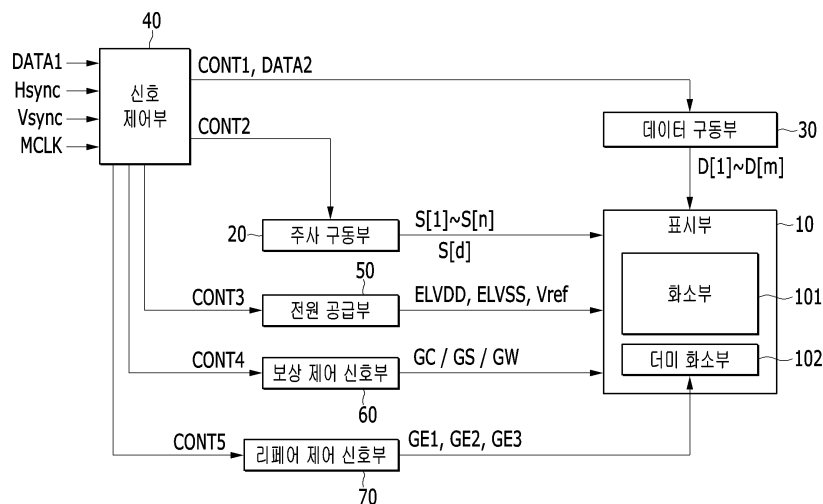 40
DATA1
Hsync
Vsync
MCLK
신호
제어부
CONT1, DATA2
CONT2
데이터 구동부
30
D[1]~D[m]
20
주사 구동부
S[1]~S[n]
S[d]
표시부
10
50
CONT3
전원 공급부
ELVDD, ELVSS, Vref
화소부
101
CONT4
보상 제어 신호부
GC / GS / GW
더미 화소부
102
60
CONT5
리페어 제어 신호부
GE1, GE2, GE3
70